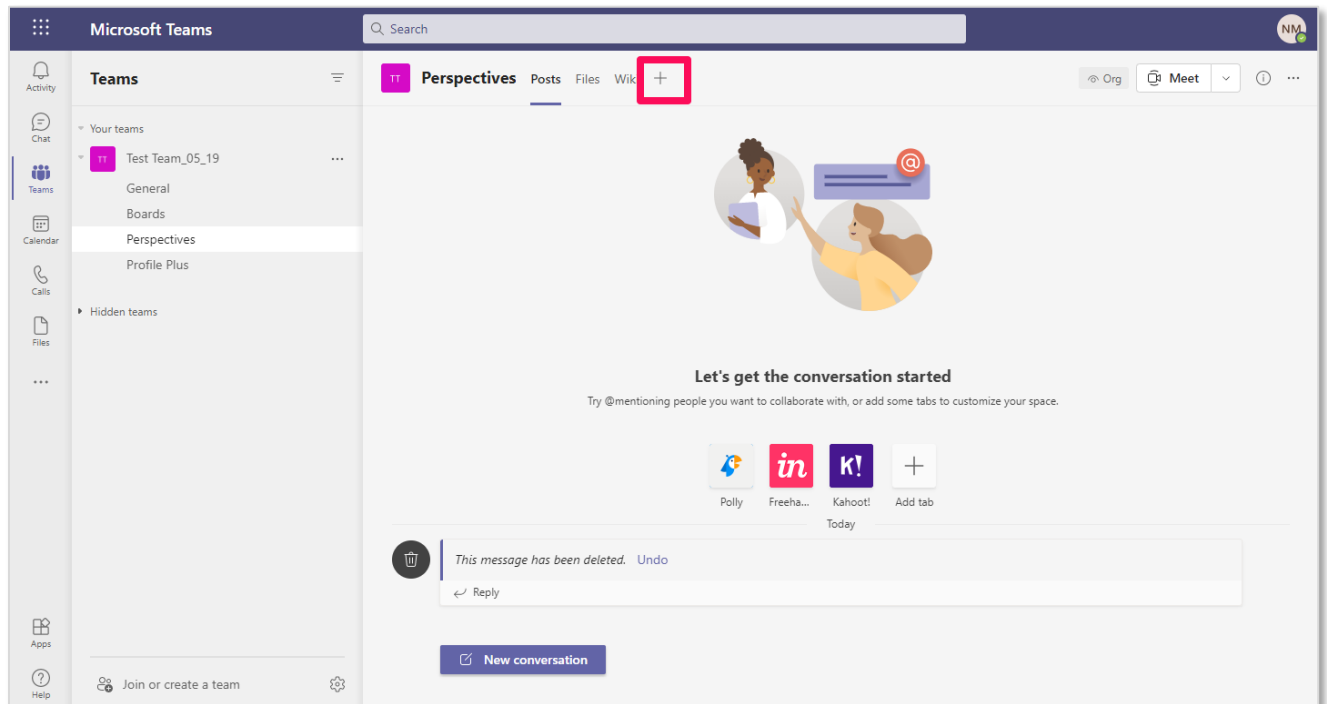 Microsoft Teams
Search
NM
Activity
Chat
Teams
Calendar
Calls
Files
Apps
Help
Teams
Your teams
TT Test Team_05_19
General
Boards
Perspectives
Profile Plus
Hidden teams
Join or create a team
TT Perspectives Posts Files Wik
Org Meet
@
Let's get the conversation started
Try @mentioning people you want to collaborate with, or add some tabs to customize your space.
in K!
Polly Freeha... Kahoot! Add tab
Today
This message has been deleted. Undo
Reply
New conversation